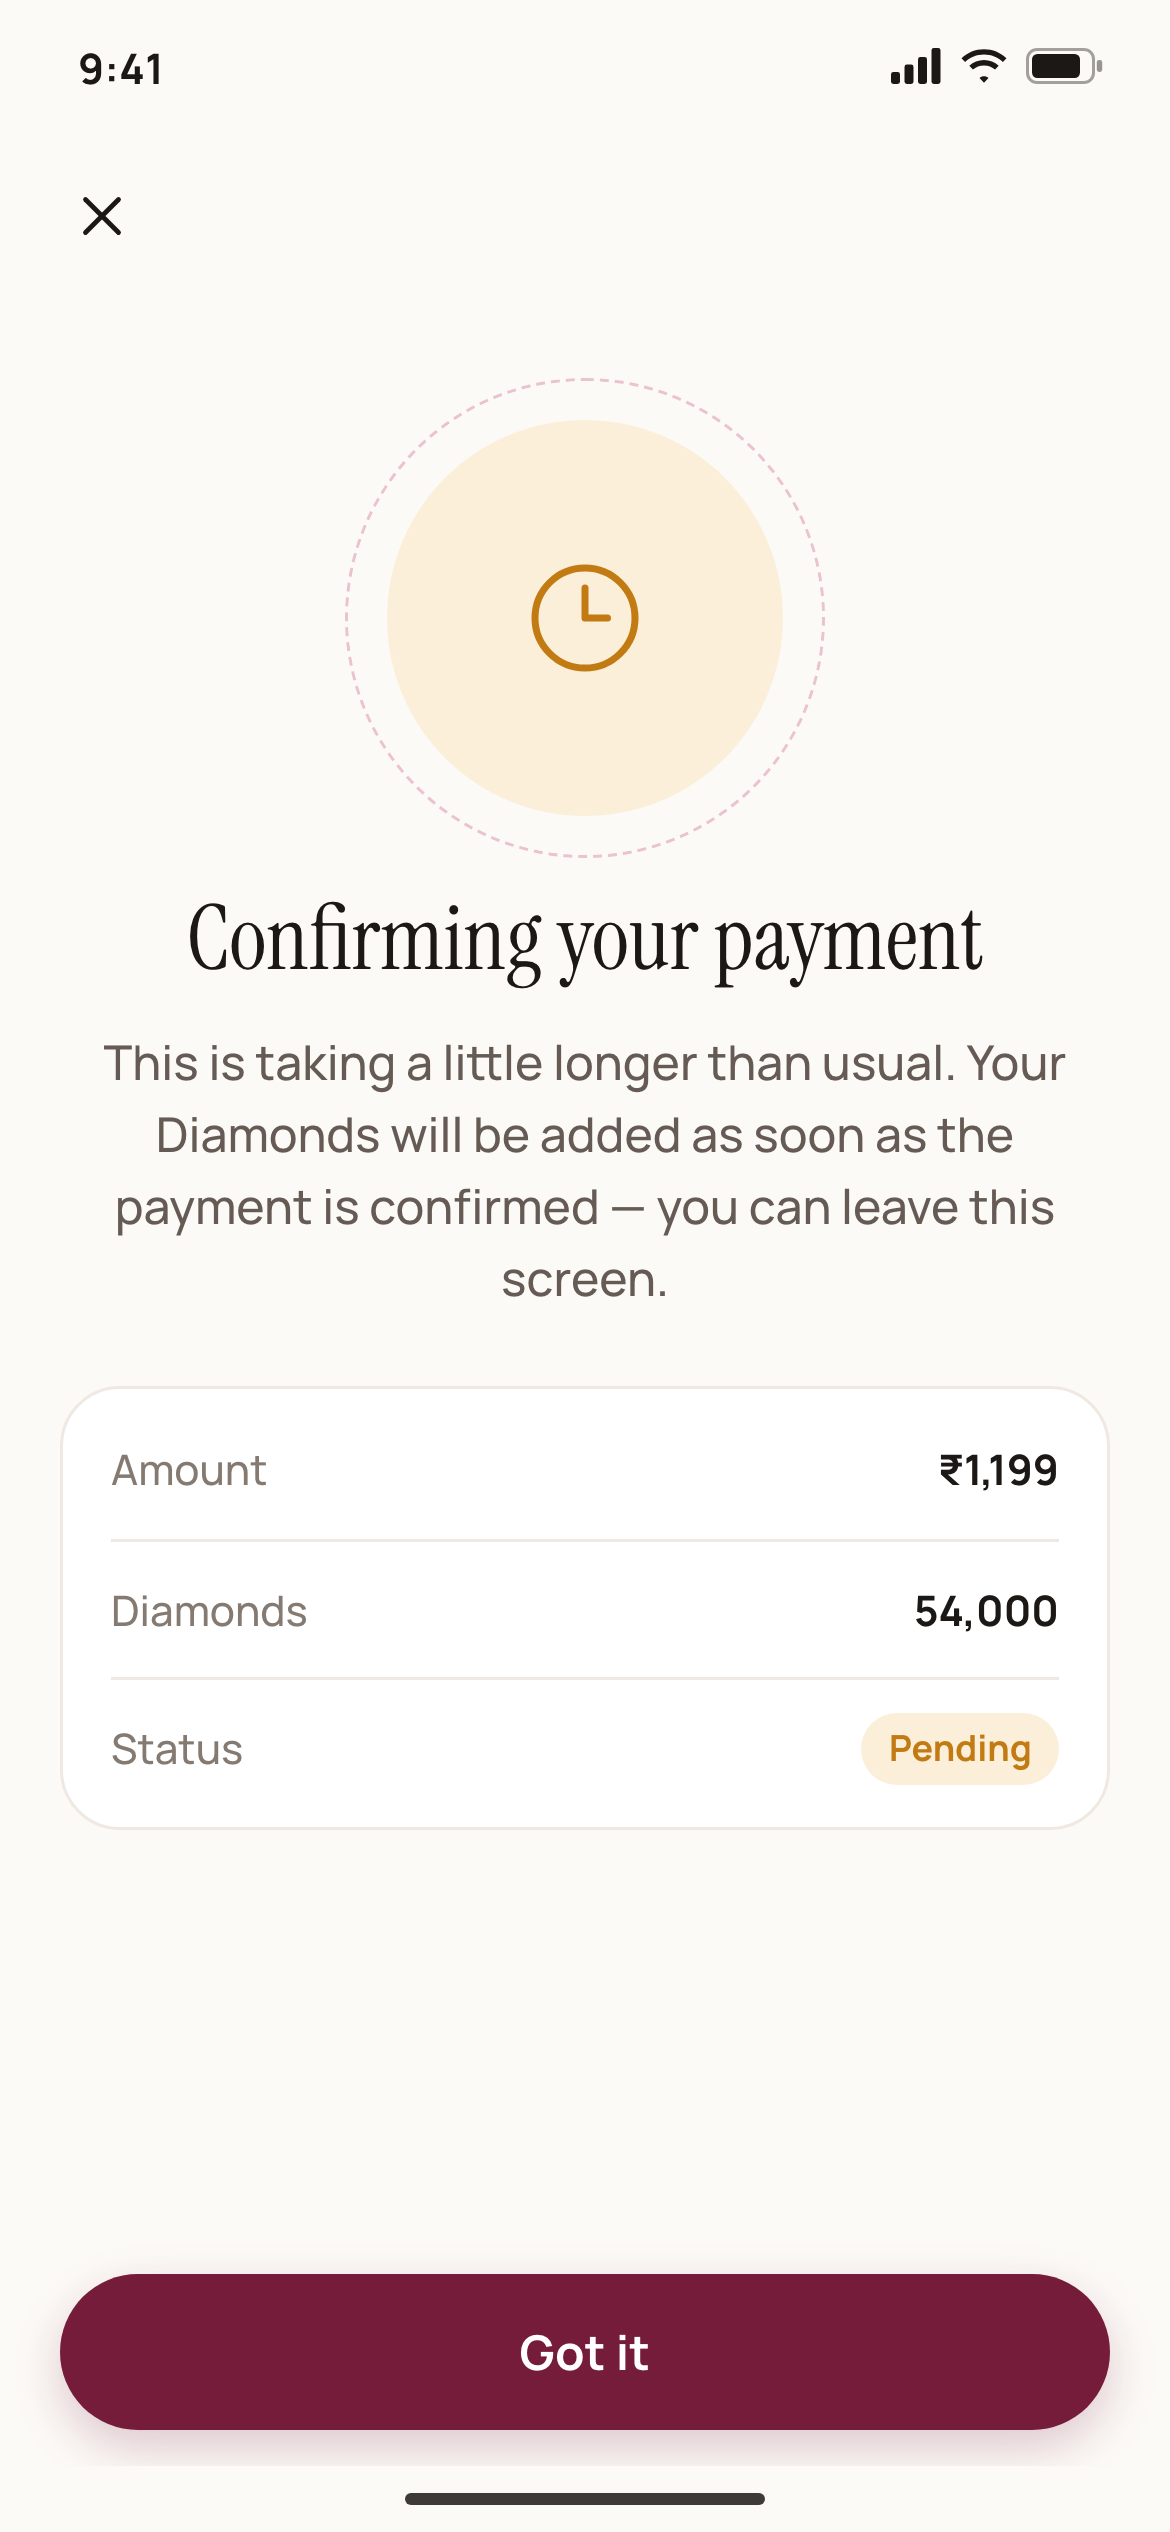 9:41
Confirming your payment
This is taking a little longer than usual. Your
Diamonds will be added as soon as the
payment is confirmed — you can leave this
screen.
Amount ₹1,199
Diamonds 54,000
Status Pending
Got it